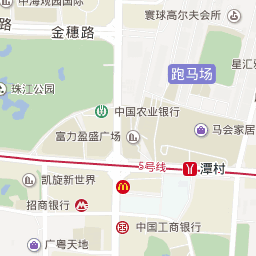 中海观园国际
寰球高尔夫会所
金穗路
星汇雅
跑马场
珠江公园
中国农业银行
马会家居
富力盈盛广场
5号线
潭村
凯旋新世界
招商银行
中国工商银行
广粤天地